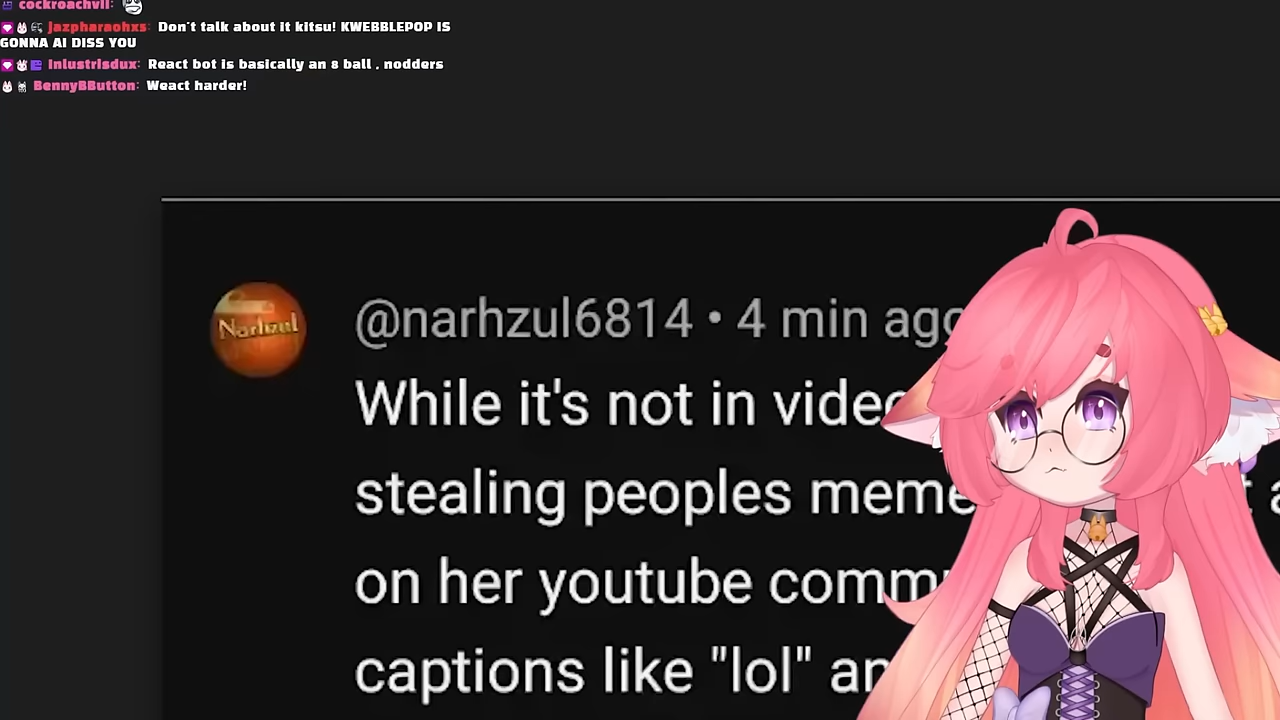 cockroachvii:
jazpharaohxs: Don't talk about it kitsu! KWEBBLEPOP IS
GONNA AI DISS YOU
Iniustrisdux: React bot is basically an 8 ball , nodders
BennyBButton: Weact harder!
Narhzul
@narhzul6814 • 4 min ago
While it's not in video
stealing peoples meme
on her youtube comm
captions like "lol" an